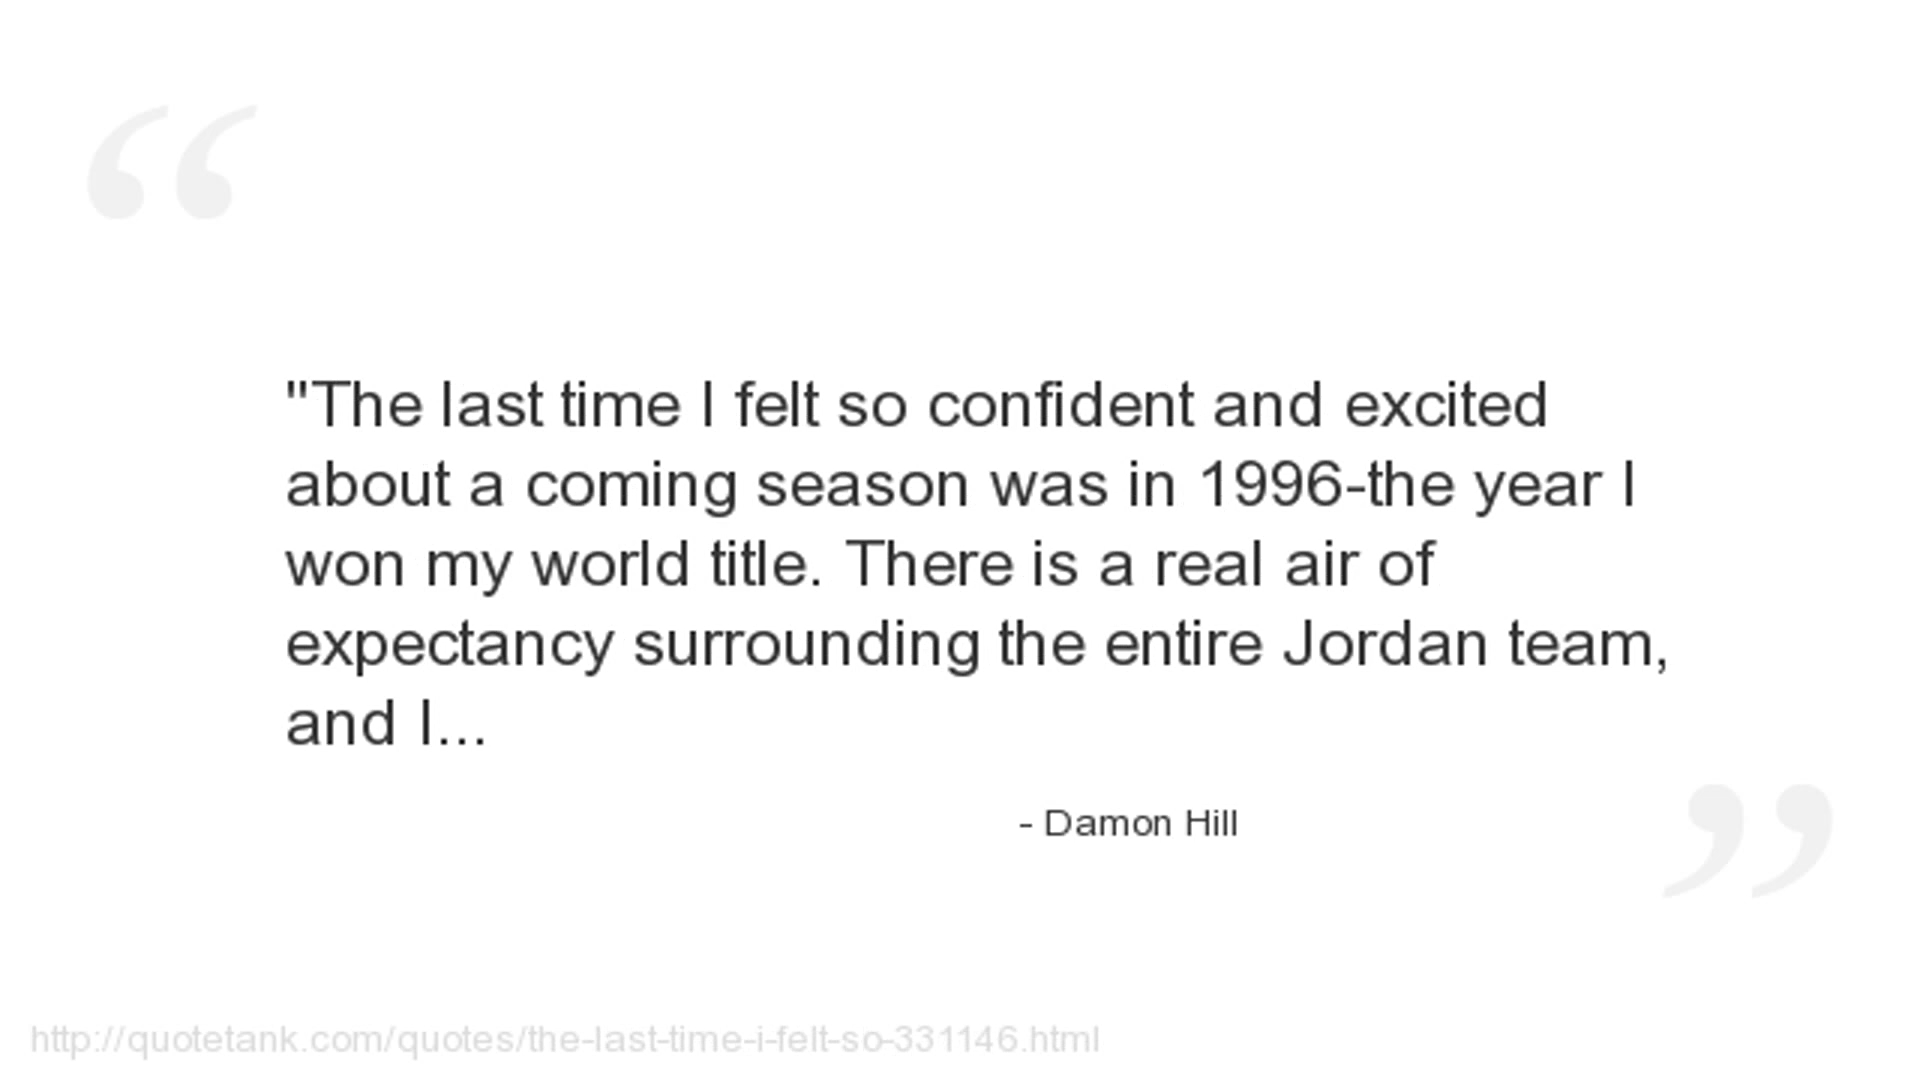 "The last time I felt so confident and excited
about a coming season was in 1996-the year I
won my world title. There is a real air of
expectancy surrounding the entire Jordan team,
and I...
- Damon Hill
http://quotetank.com/quotes/the-last-time-i-felt-so-331146.html